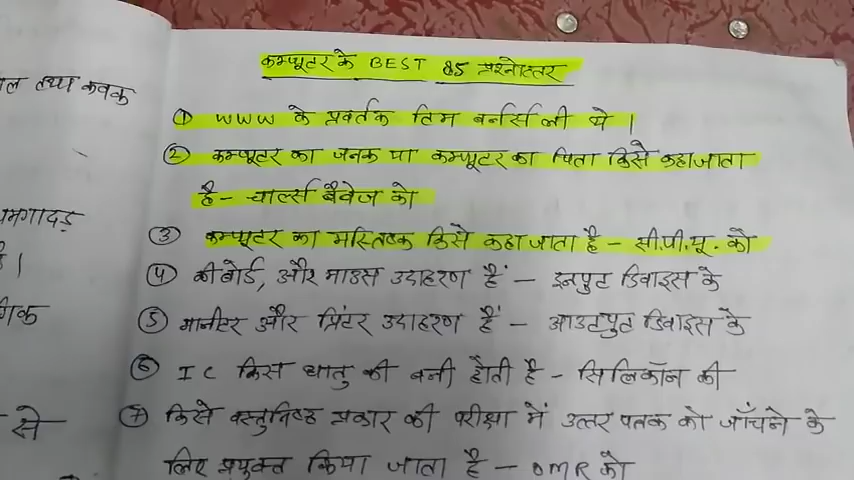 कम्प्यूटर के BEST 85 प्रश्नोत्तर
① WWW के प्रवर्तक टिम बर्नर्स ली थे।
② कम्प्यूटर का जनक या कम्प्यूटर का पिता किसे कहा जाता
है - चार्ल्स बैवेज को
③ कम्प्यूटर का मस्तिष्क किसे कहा जाता है - सी.पी.यू. को
④ कीबोर्ड, और माउस उदाहरण हैं - इनपुट डिवाइस के
⑤ मानीटर और प्रिंटर उदाहरण हैं - आउटपुट डिवाइस के
⑥ IC किस धातु की बनी होती है - सिलिकॉन की
⑦ किसे वस्तुनिष्ठ प्रकार की परीक्षा में उत्तर पत्रक को जाँचने के
लिए प्रयुक्त किया जाता है - OMR को
तथा कवक
से